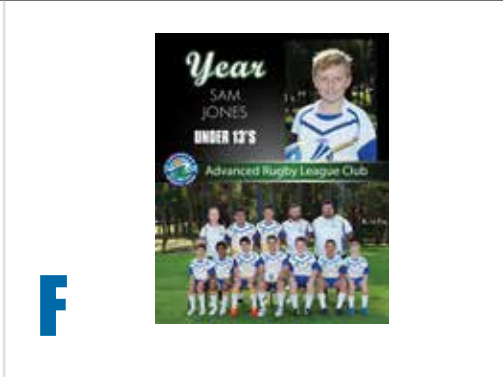 Year
SAM
JONES
UNDER 13'S
Advanced Rugby League Club
F